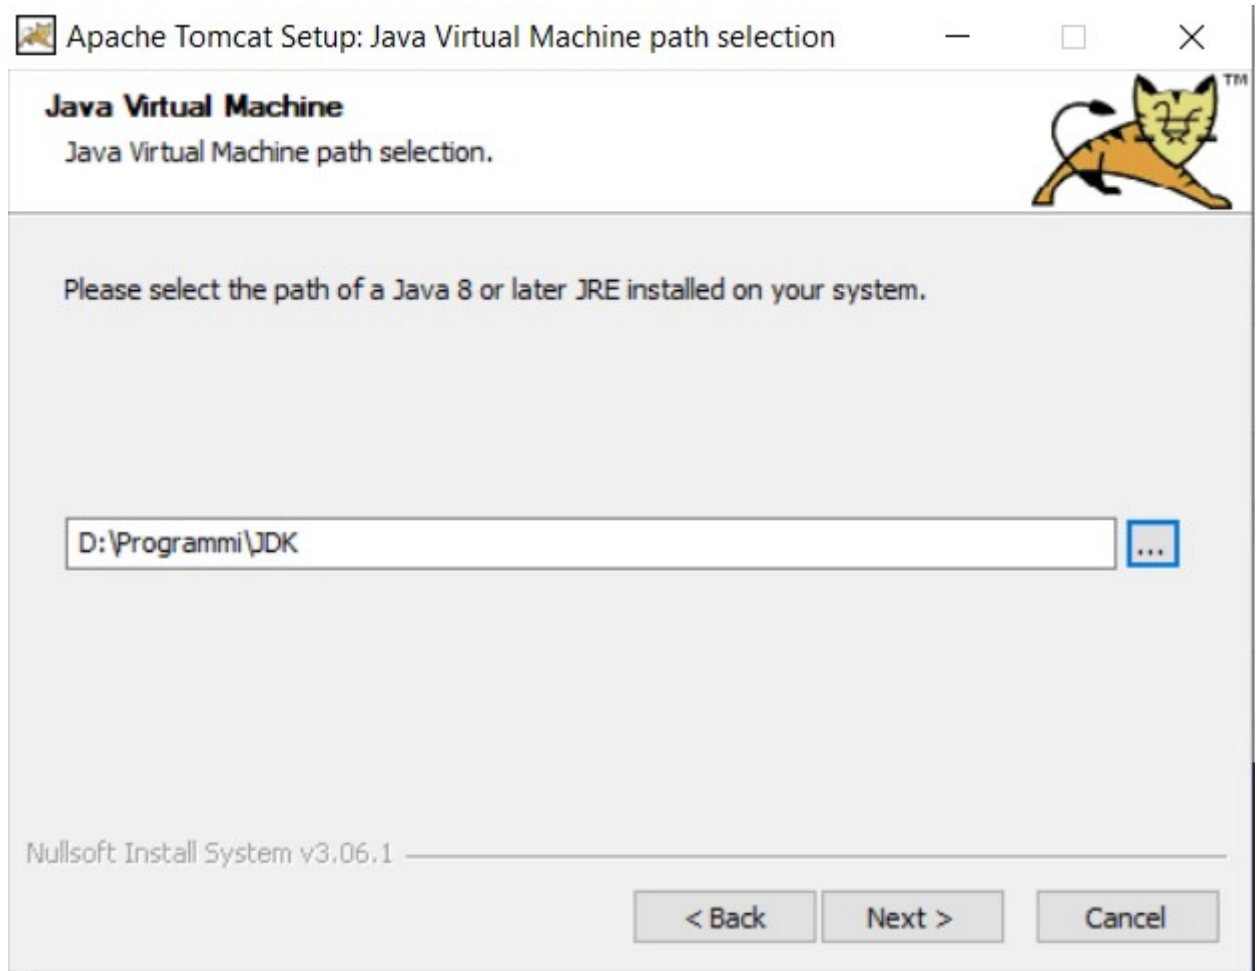 Apache Tomcat Setup: Java Virtual Machine path selection
Java Virtual Machine
Java Virtual Machine path selection.
TM
Please select the path of a Java 8 or later JRE installed on your system.
D:\Programmi\JDK
...
Nullsoft Install System v3.06.1
< Back
Next >
Cancel